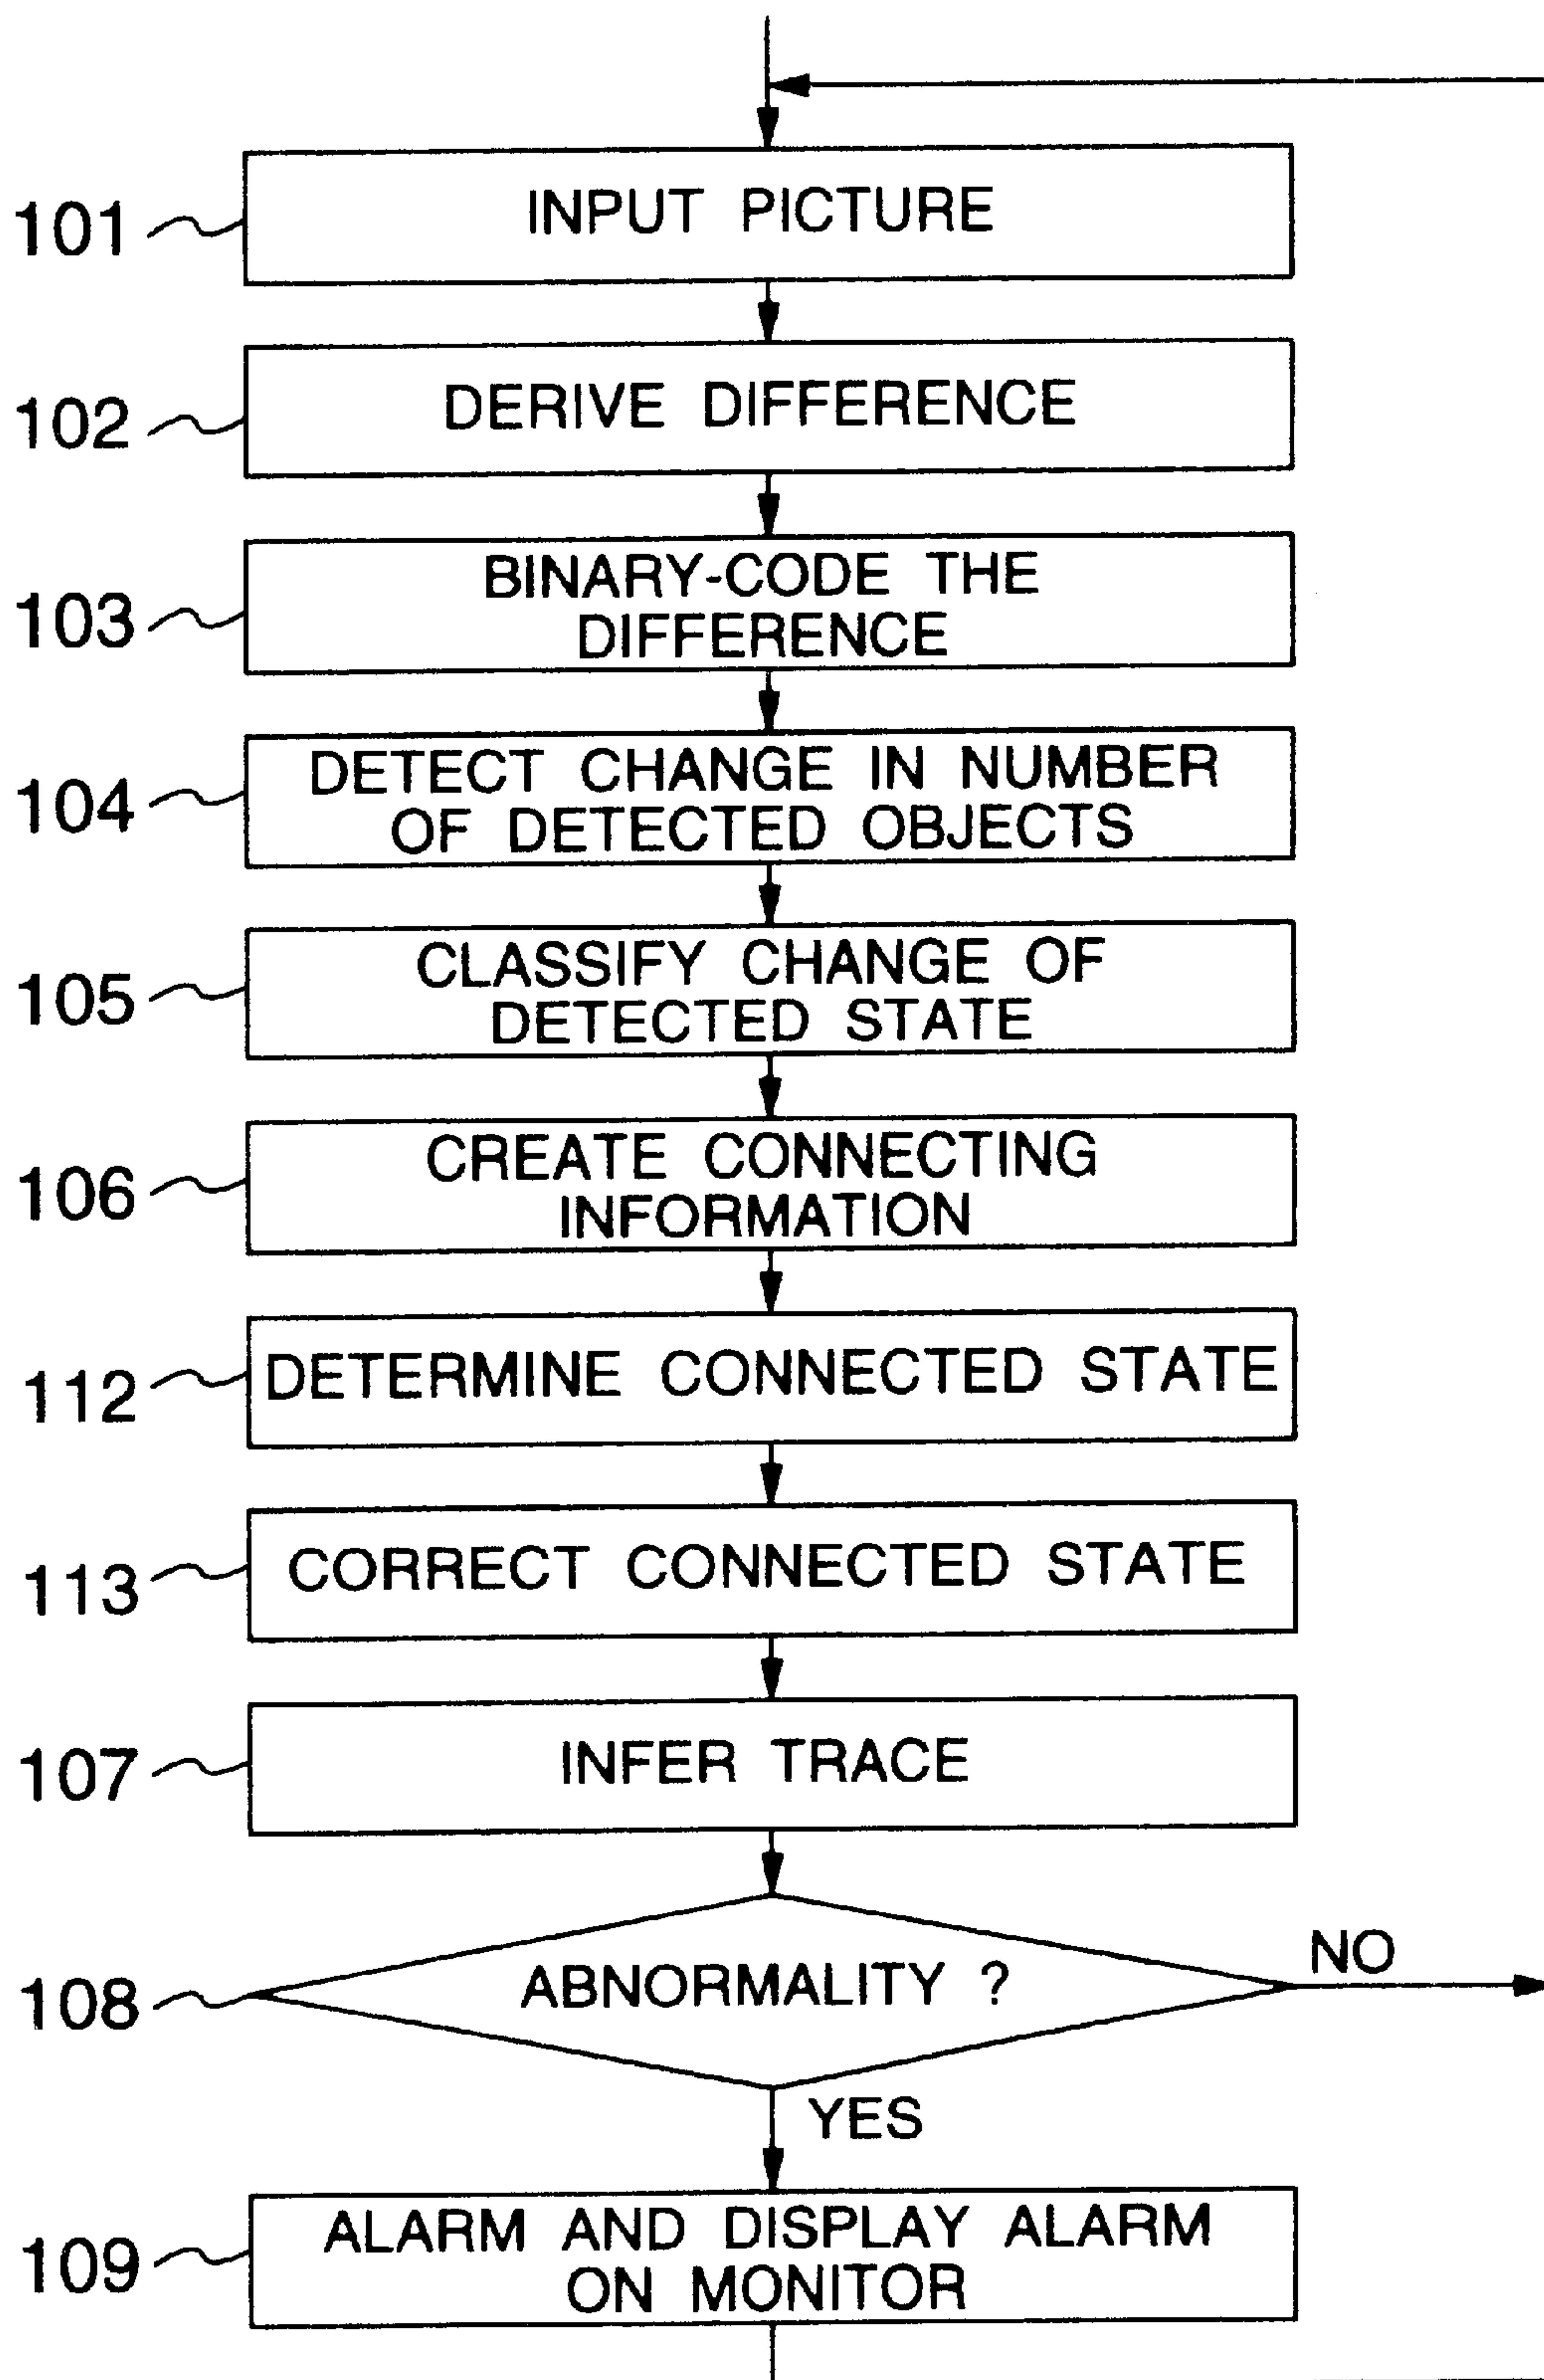 101
INPUT PICTURE
102
DERIVE DIFFERENCE
103
BINARY-CODE THE
DIFFERENCE
104
DETECT CHANGE IN NUMBER
OF DETECTED OBJECTS
105
CLASSIFY CHANGE OF
DETECTED STATE
106
CREATE CONNECTING
INFORMATION
112
DETERMINE CONNECTED STATE
113
CORRECT CONNECTED STATE
107
INFER TRACE
108
ABNORMALITY ?
NO
YES
109
ALARM AND DISPLAY ALARM
ON MONITOR